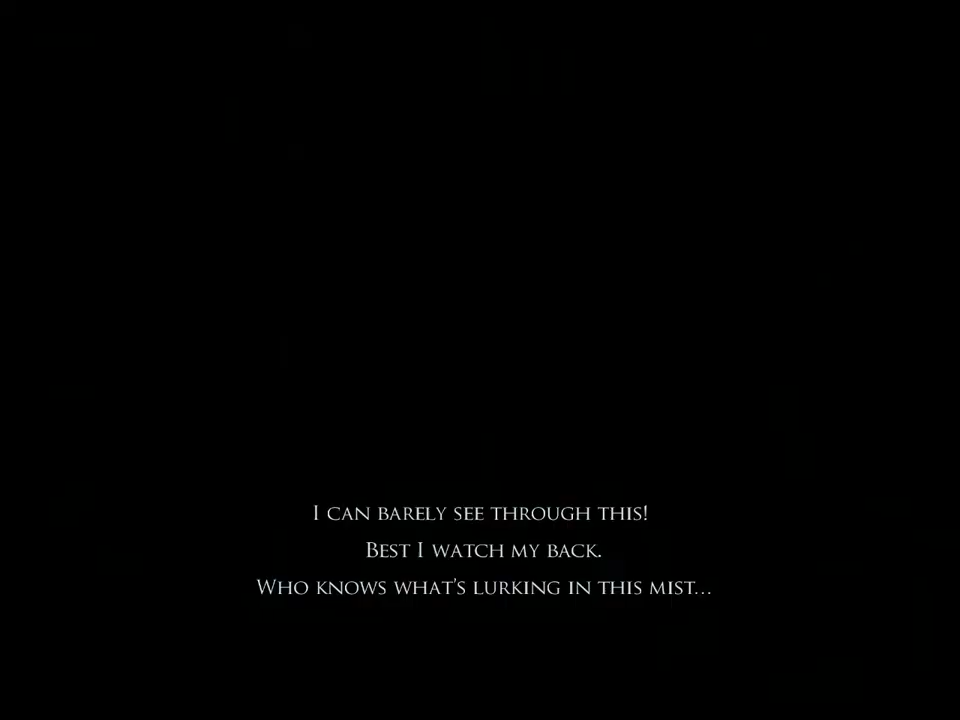 I can barely see through this!
Best I watch my back.
Who knows what's lurking in this mist...